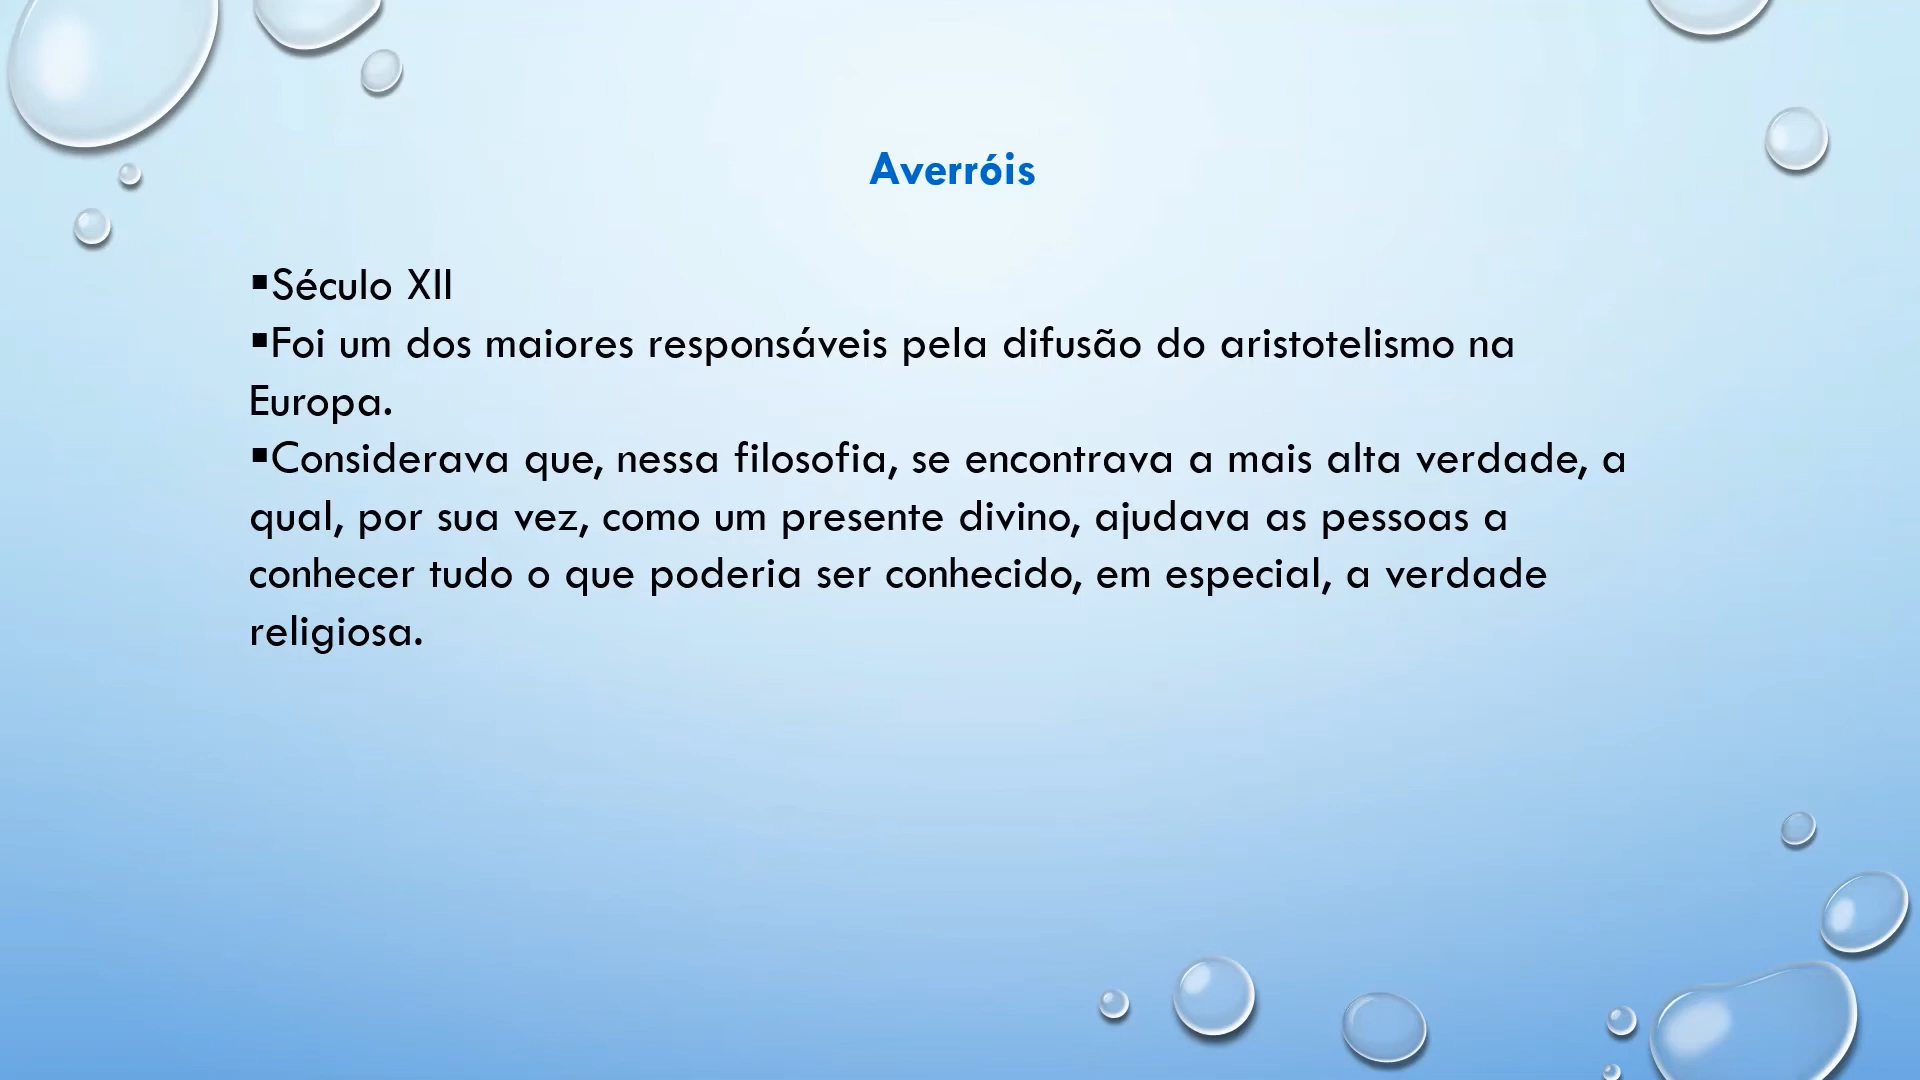 Averróis
▪Século XII
▪Foi um dos maiores responsáveis pela difusão do aristotelismo na
Europa.
▪Considerava que, nessa filosofia, se encontrava a mais alta verdade, a
qual, por sua vez, como um presente divino, ajudava as pessoas a
conhecer tudo o que poderia ser conhecido, em especial, a verdade
religiosa.